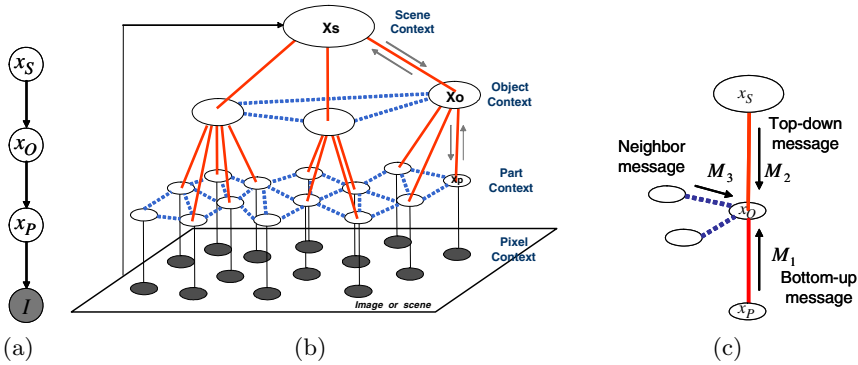 x_S
x_O
x_P
I
(a)
Xs
Scene
Context
Xo
Object
Context
Xp
Part
Context
Pixel
Context
Image or scene
(b)
x_S
Top-down
message
Neighbor
message
M_3
M_2
x_O
M_1
Bottom-up
message
x_P
(c)